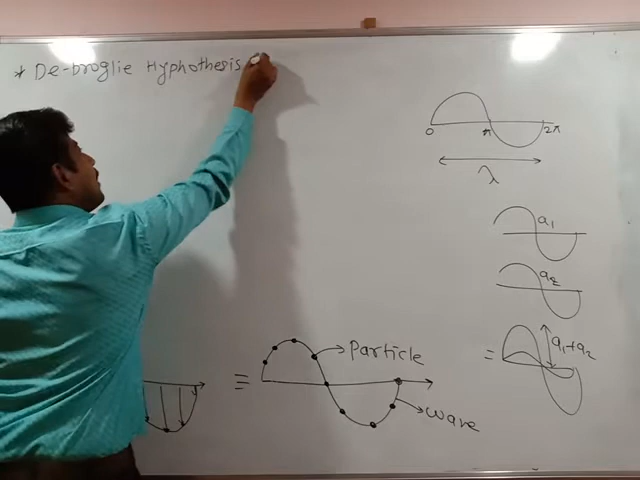 * De-broglie Hyphothesis
0 π 2π
λ
a1
a2
= a1+a2
≡ Particle
wave